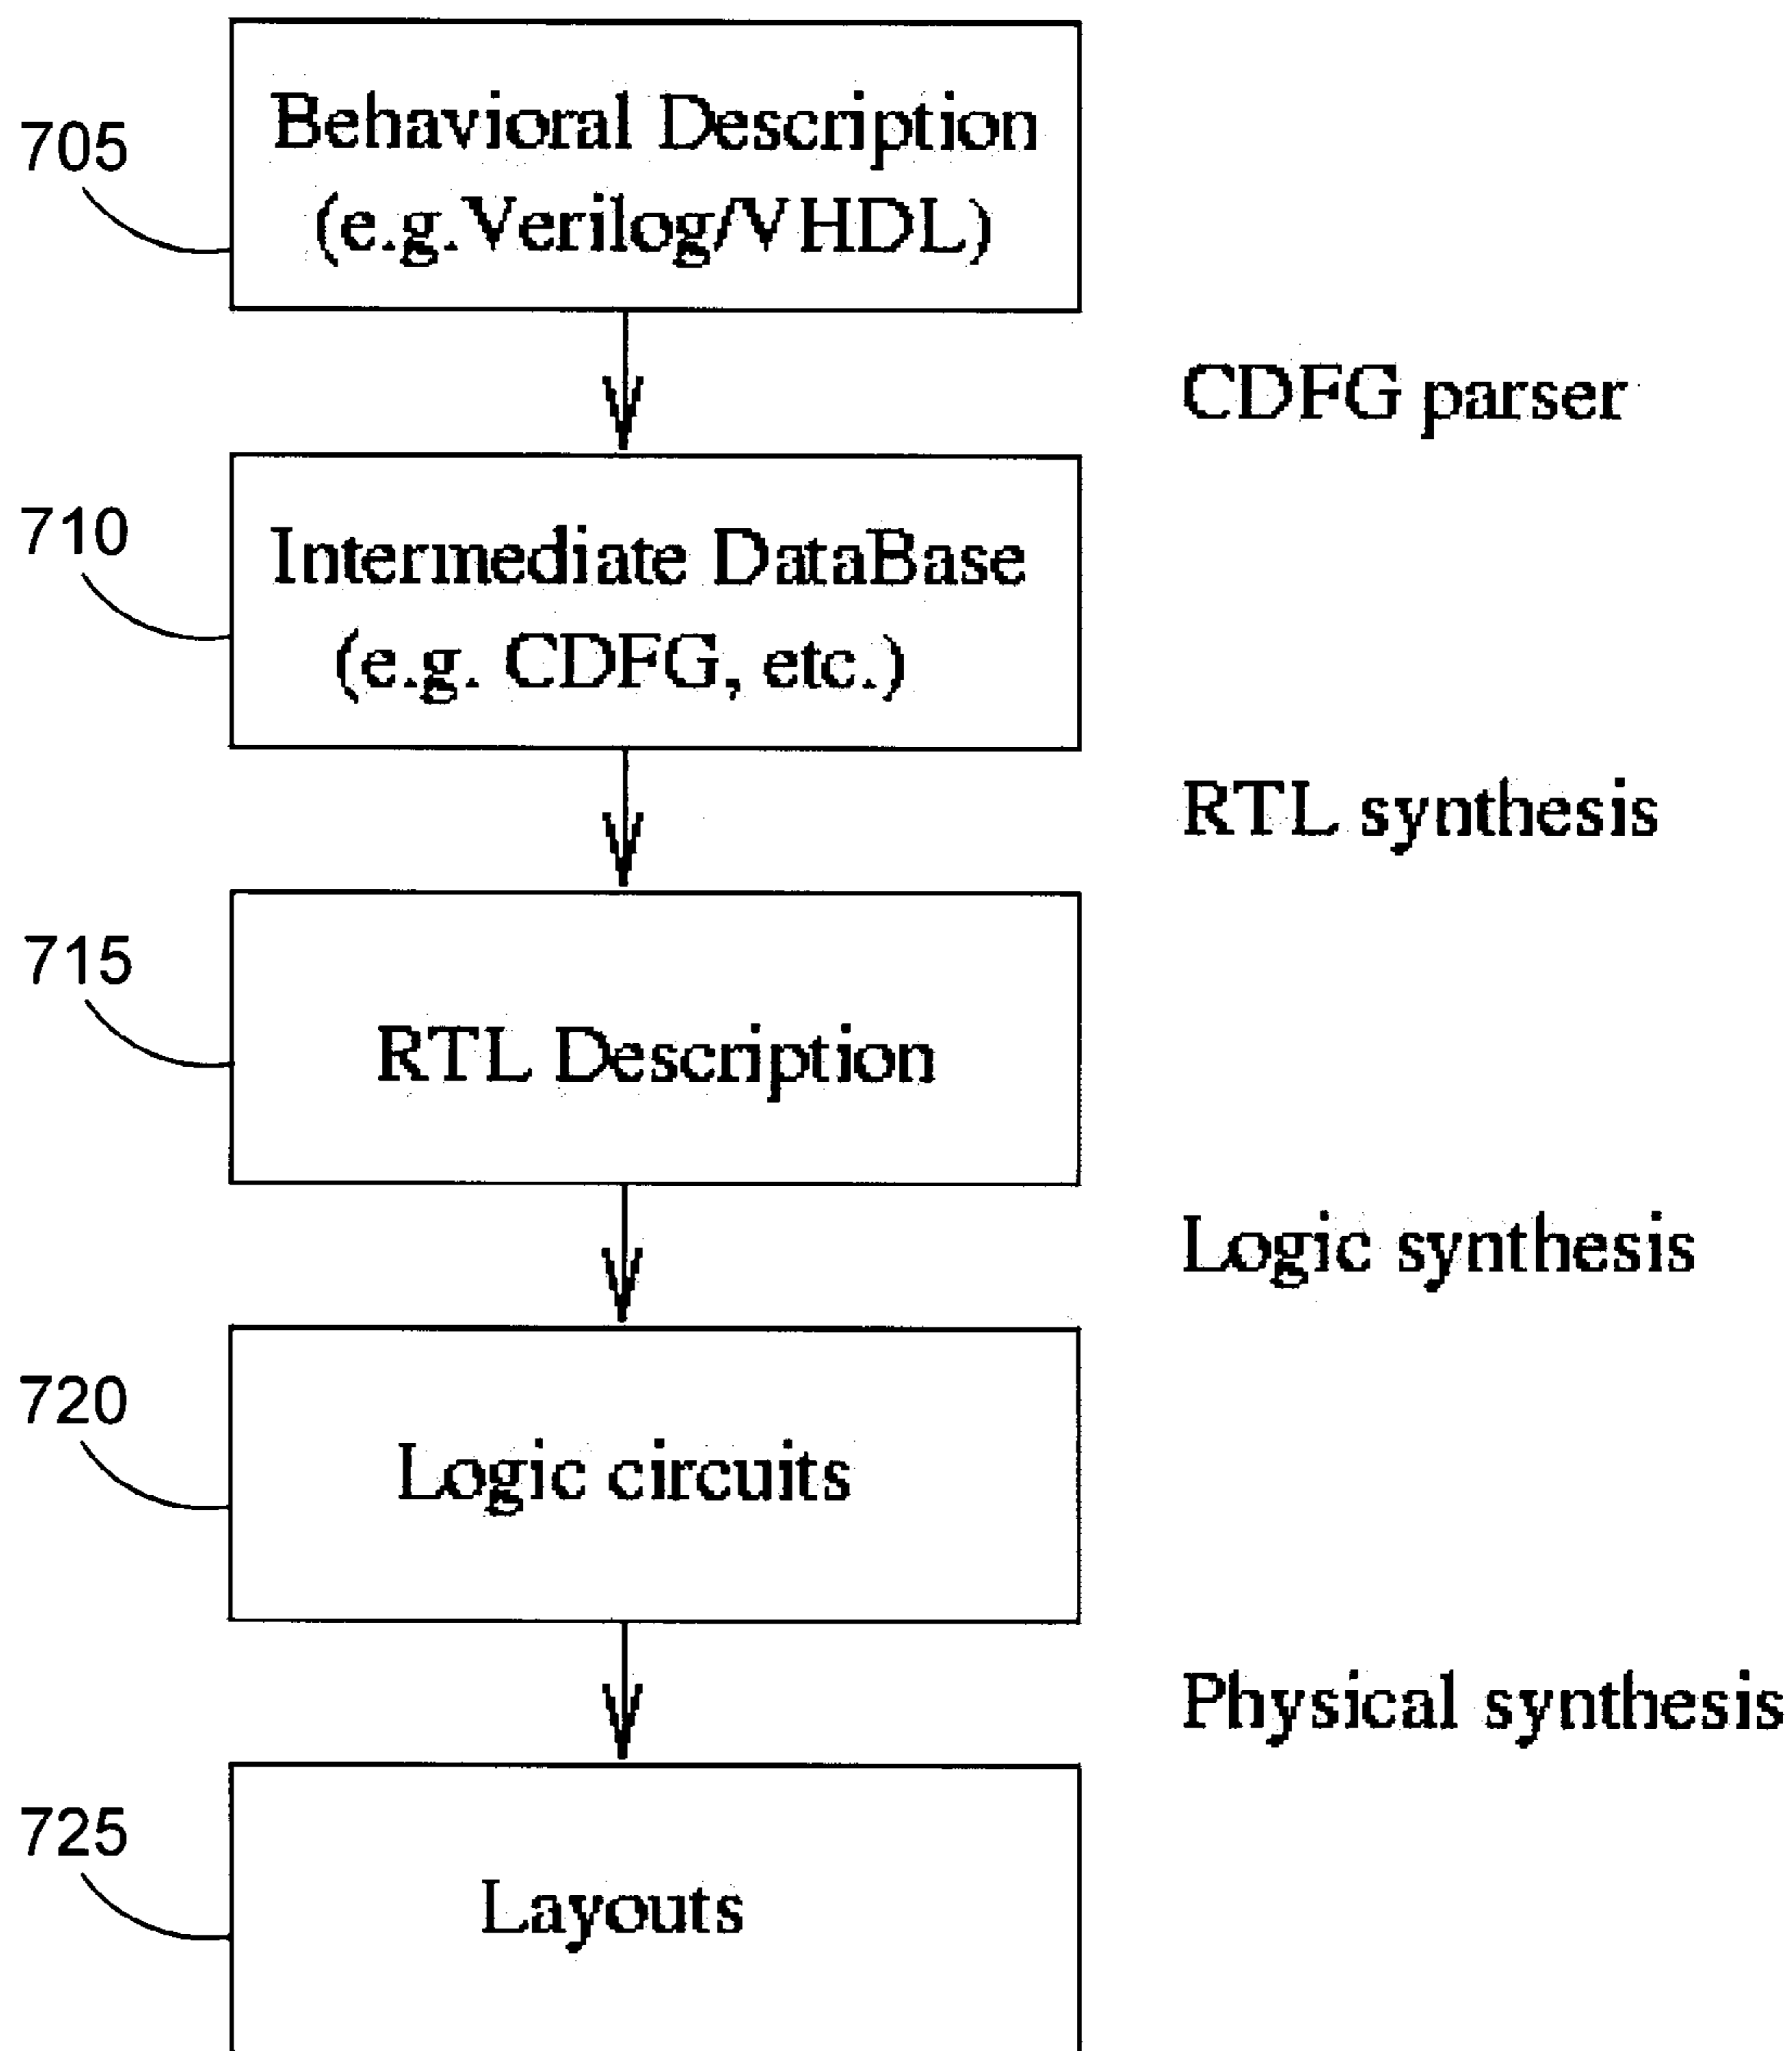 705
Behavioral Description
(e.g.Verilog/VHDL)
CDFG parser
710
Intermediate DataBase
(e.g. CDFG, etc.)
RTL synthesis
715
RTL Description
Logic synthesis
720
Logic circuits
Physical synthesis
725
Layouts